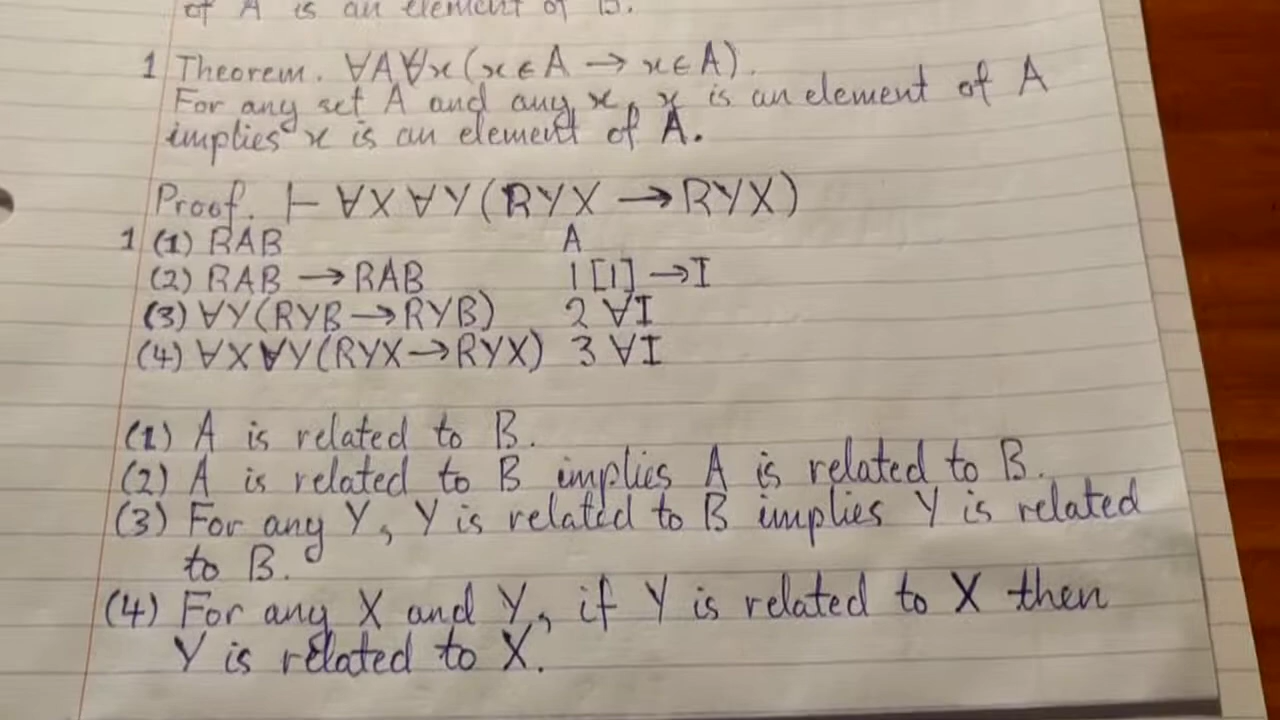 of A is an element of B.
1 Theorem. ∀A∀x(x∈A → x∈A).
For any set A and any x, x is an element of A
implies x is an element of A.
Proof. ⊢ ∀X∀Y(RYX → RYX)
1 (1) RAB A
(2) RAB → RAB 1[1] →I
(3) ∀Y(RYB → RYB) 2 ∀I
(4) ∀X∀Y(RYX → RYX) 3 ∀I
(1) A is related to B.
(2) A is related to B implies A is related to B.
(3) For any Y, Y is related to B implies Y is related
to B.
(4) For any X and Y, if Y is related to X then
Y is related to X.